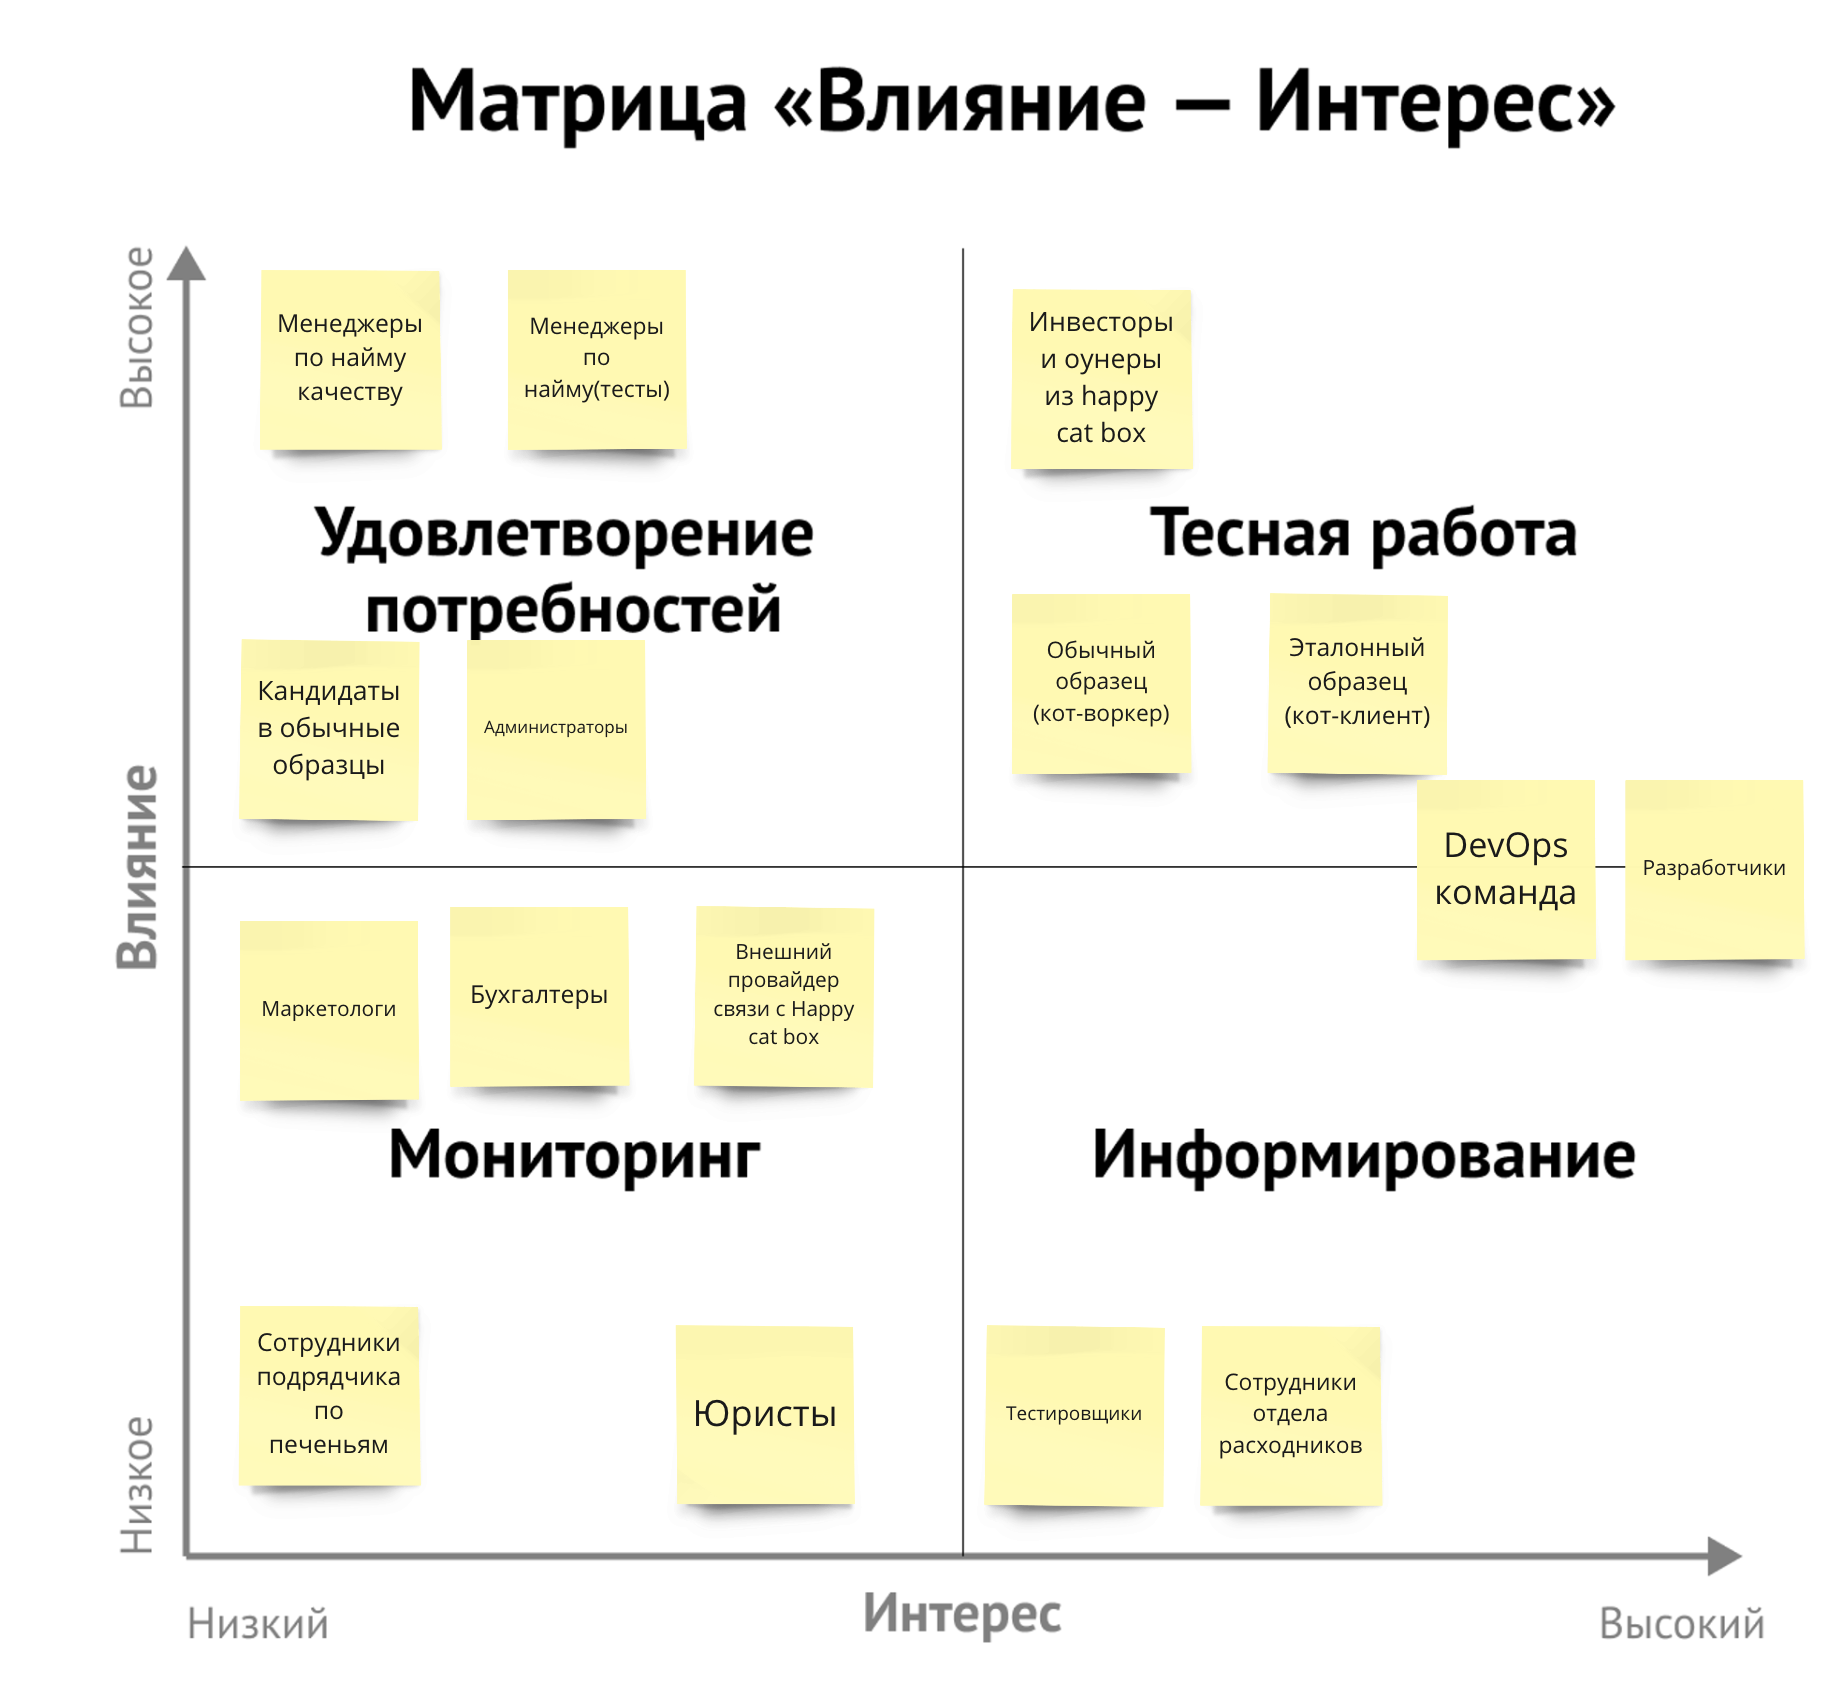 Матрица «Влияние — Интерес»
Высокое
Менеджеры
по найму
качеству
Менеджеры
по
найму(тесты)
Инвесторы
и оунеры
из happy
cat box
Удовлетворение
потребностей
Тесная работа
Кандидаты
в обычные
образцы
Администраторы
Обычный
образец
(кот-воркер)
Эталонный
образец
(кот-клиент)
DevOps
команда
Разработчики
Влияние
Маркетологи
Бухгалтеры
Внешний
провайдер
связи с Happy
cat box
Мониторинг
Информирование
Сотрудники
подрядчика
по
печеньям
Юристы
Тестировщики
Сотрудники
отдела
расходников
Низкое
Низкий
Интерес
Высокий